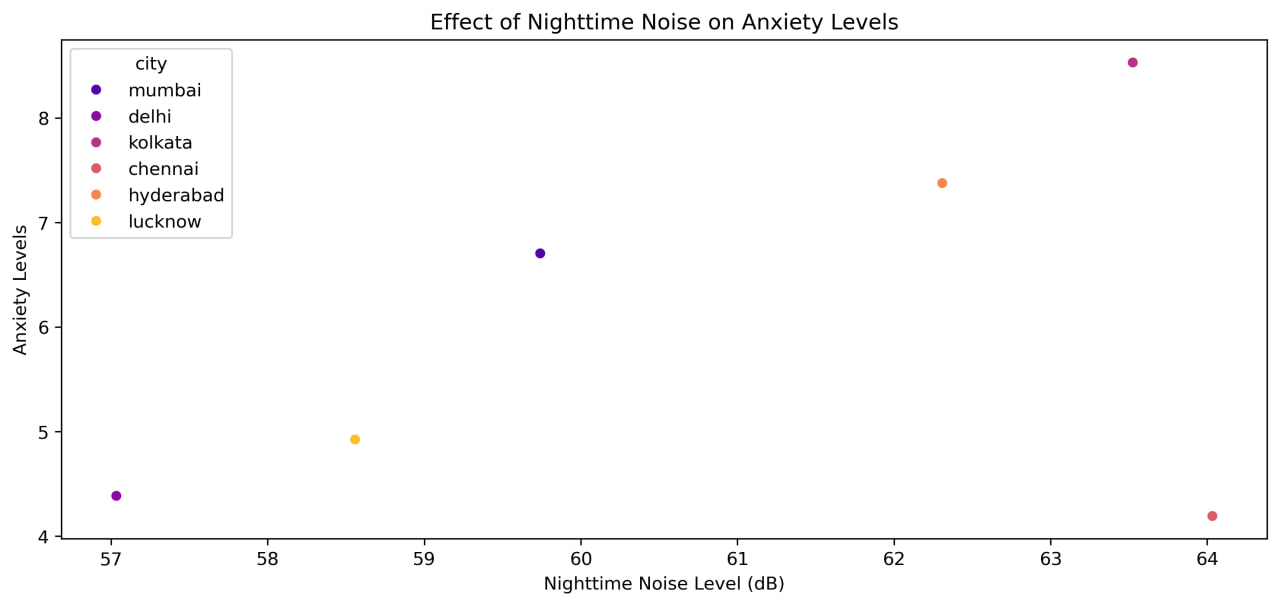 Effect of Nighttime Noise on Anxiety Levels
city
mumbai
delhi
kolkata
chennai
hyderabad
lucknow
Anxiety Levels
8
7
6
5
4
57 58 59 60 61 62 63 64
Nighttime Noise Level (dB)